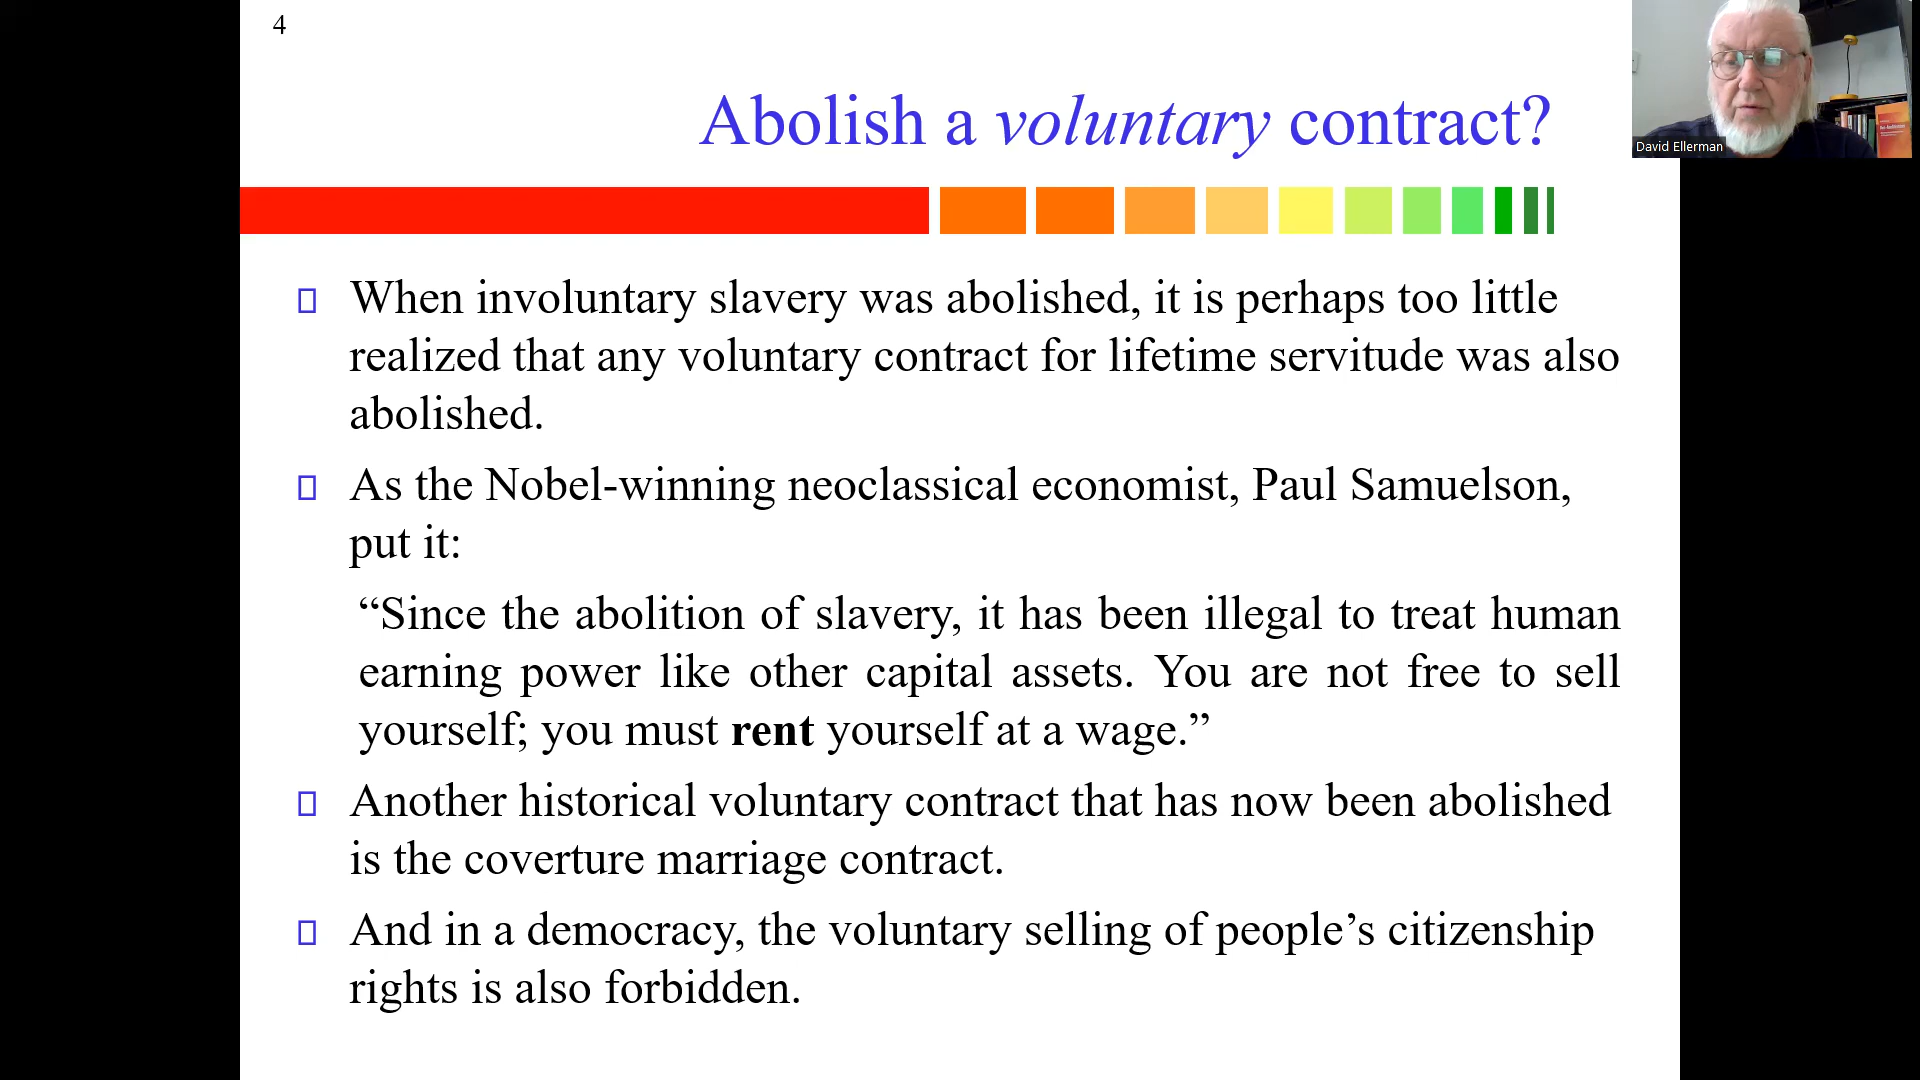 4
Abolish a voluntary contract?
David Ellerman
When involuntary slavery was abolished, it is perhaps too little
realized that any voluntary contract for lifetime servitude was also
abolished.
As the Nobel-winning neoclassical economist, Paul Samuelson,
put it:
“Since the abolition of slavery, it has been illegal to treat human
earning power like other capital assets. You are not free to sell
yourself; you must rent yourself at a wage.”
Another historical voluntary contract that has now been abolished
is the coverture marriage contract.
And in a democracy, the voluntary selling of people’s citizenship
rights is also forbidden.